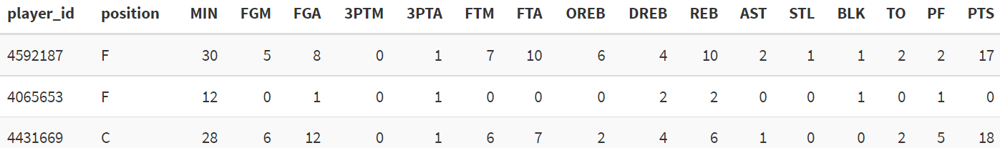 player_id position MIN FGM FGA 3PTM 3PTA FTM FTA OREB DREB REB AST STL BLK TO PF PTS
4592187 F 30 5 8 0 1 7 10 6 4 10 2 1 1 2 2 17
4065653 F 12 0 1 0 1 0 0 0 2 2 0 0 1 0 1 0
4431669 C 28 6 12 0 1 6 7 2 4 6 1 0 0 2 5 18